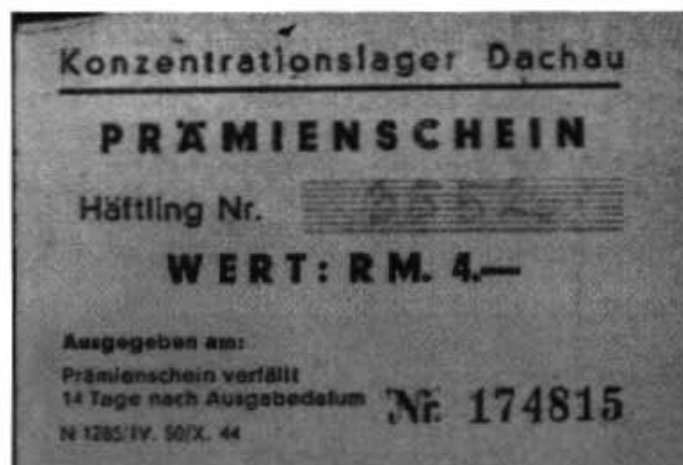 Konzentrationslager Dachau
PRÄMIENSCHEIN
Häftling Nr.
WERT: RM. 4.—
Ausgegeben am:
Prämienschein verfällt
14 Tage nach Ausgabedatum
Nr. 174815
N 1285/IV. 50/X. 44